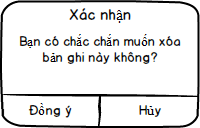 Xác nhận
Bạn có chắc chắn muốn xóa
bản ghi này không?
Đồng ý
Hủy